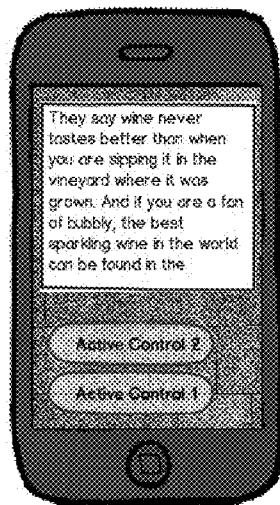 They say wine never
tastes better than when
you are sipping it in the
vineyard where it was
grown. And if you are a fan
of bubbly, the best
sparkling wine in the world
can be found in the
Active Control 2
Active Control 1